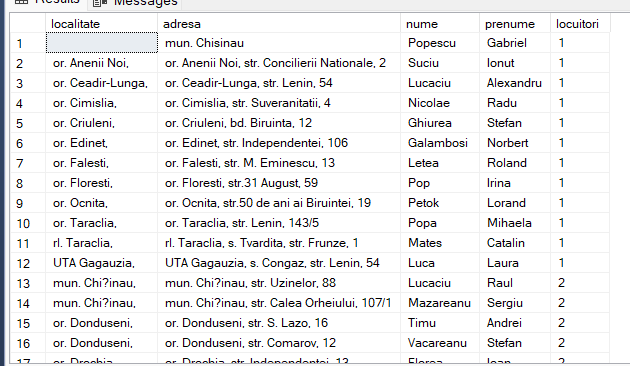 Results Messages
localitate adresa nume prenume locuitori
1 mun. Chisinau Popescu Gabriel 1
2 or. Anenii Noi, or. Anenii Noi, str. Concilierii Nationale, 2 Suciu Ionut 1
3 or. Ceadir-Lunga, or. Ceadir-Lunga, str. Lenin, 54 Lucaciu Alexandru 1
4 or. Cimislia, or. Cimislia, str. Suveranitatii, 4 Nicolae Radu 1
5 or. Criuleni, or. Criuleni, bd. Biruinta, 12 Ghiurea Stefan 1
6 or. Edinet, or. Edinet, str. Independentei, 106 Galambosi Norbert 1
7 or. Falesti, or. Falesti, str. M. Eminescu, 13 Letea Roland 1
8 or. Floresti, or. Floresti, str.31 August, 59 Pop Irina 1
9 or. Ocnita, or. Ocnita, str.50 de ani ai Biruintei, 19 Petok Lorand 1
10 or. Taraclia, or. Taraclia, str. Lenin, 143/5 Popa Mihaela 1
11 rl. Taraclia, rl. Taraclia, s. Tvardita, str. Frunze, 1 Mates Catalin 1
12 UTA Gagauzia, UTA Gagauzia, s. Congaz, str. Lenin, 54 Luca Laura 1
13 mun. Chi?inau, mun. Chi?inau, str. Uzinelor, 88 Lucaciu Raul 2
14 mun. Chi?inau, mun. Chi?inau, str. Calea Orheiului, 107/1 Mazareanu Sergiu 2
15 or. Donduseni, or. Donduseni, str. S. Lazo, 16 Timu Andrei 2
16 or. Donduseni, or. Donduseni, str. Comarov, 12 Vacareanu Stefan 2
17 or. Drochia, or. Drochia, str. Independentei, 13 Florea Ioan 2